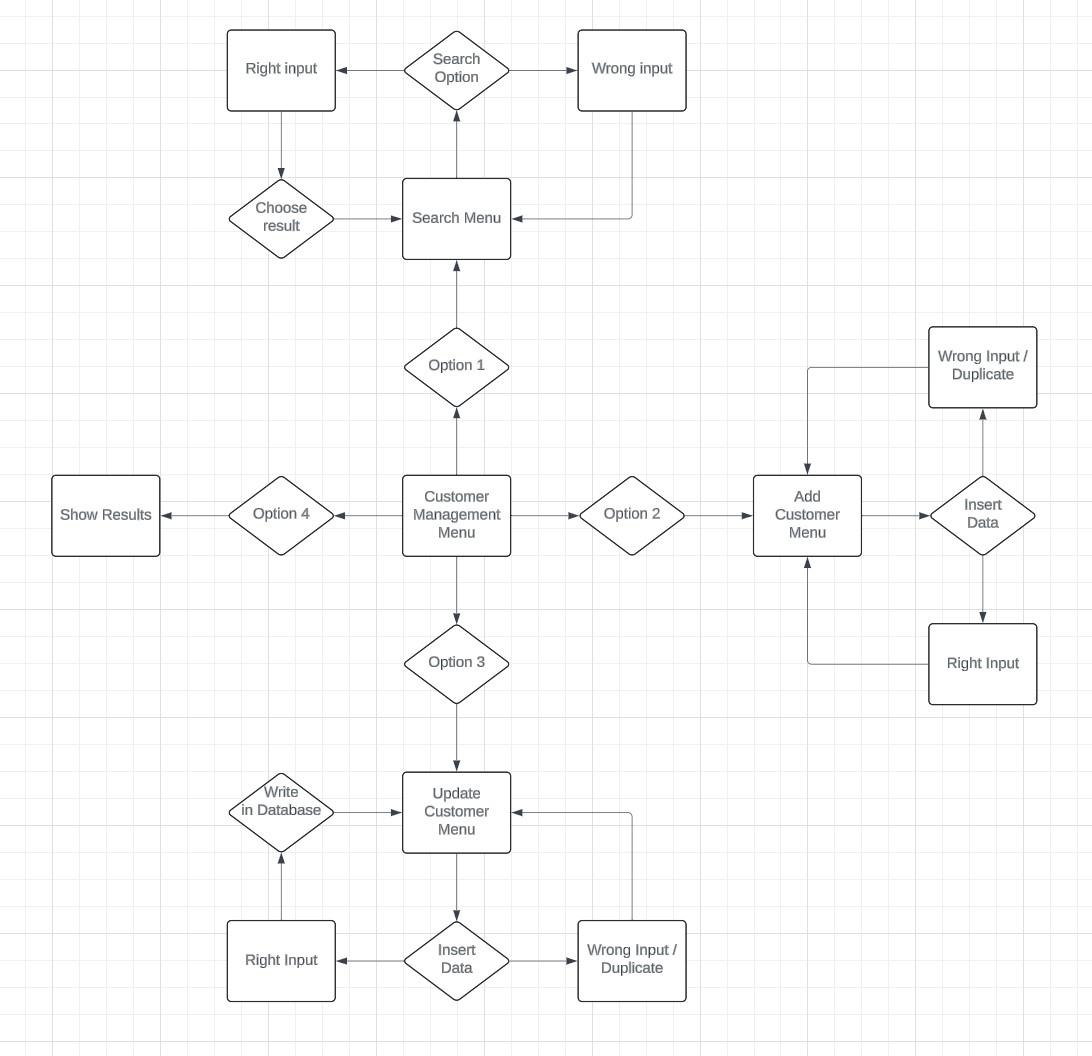 Right input
Search
Option
Wrong input
Choose
result
Search Menu
Option 1
Wrong Input /
Duplicate
Show Results
Option 4
Customer
Management
Menu
Option 2
Add
Customer
Menu
Insert
Data
Option 3
Right Input
Write
in Database
Update
Customer
Menu
Right Input
Insert
Data
Wrong Input /
Duplicate